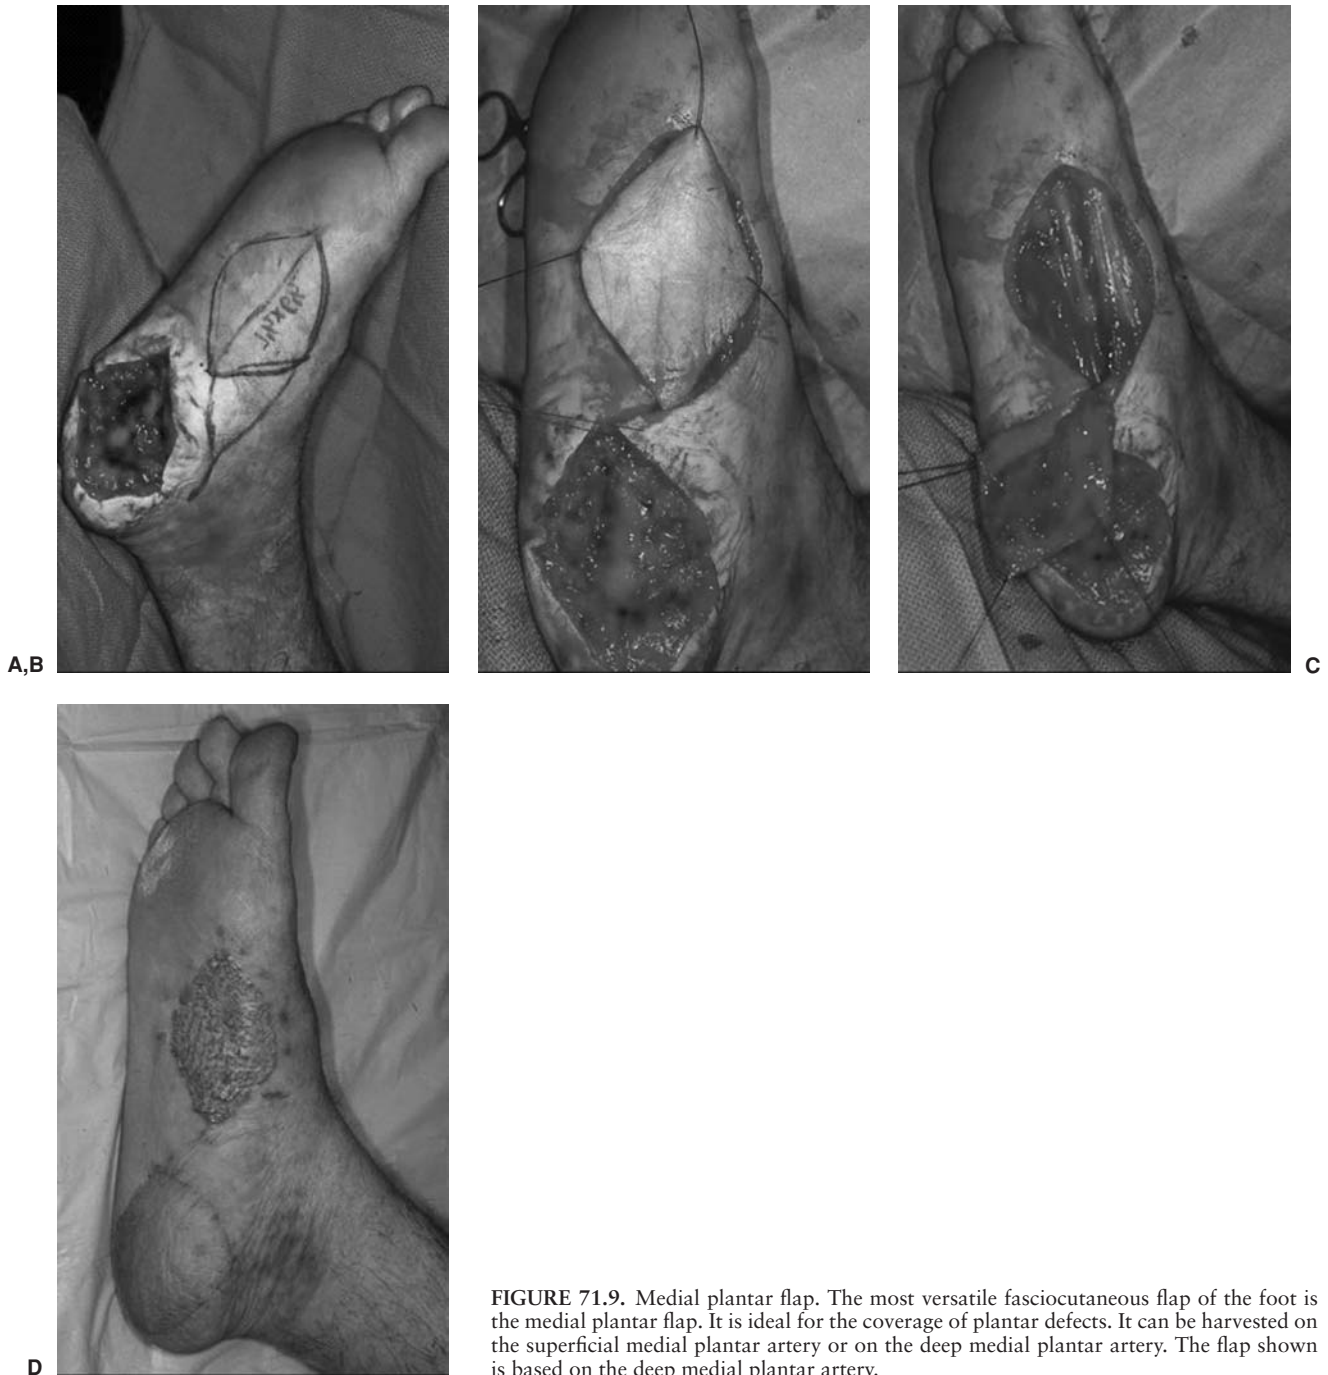 A,B
C
D
FIGURE 71.9. Medial plantar flap. The most versatile fasciocutaneous flap of the foot is
the medial plantar flap. It is ideal for the coverage of plantar defects. It can be harvested on
the superficial medial plantar artery or on the deep medial plantar artery. The flap shown
is based on the deep medial plantar artery.